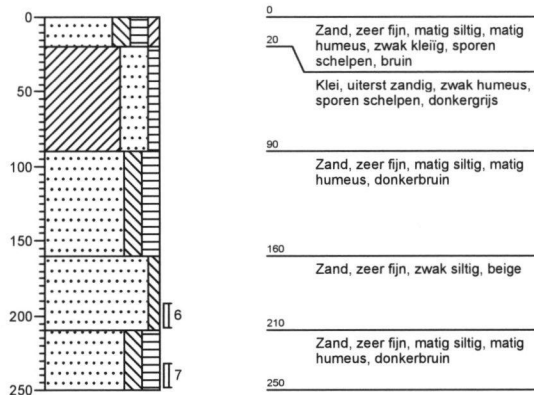 0
50
100
150
200
250
6
7
0
Zand, zeer fijn, matig siltig, matig
humeus, zwak kleiïg, sporen
schelpen, bruin
20
Klei, uiterst zandig, zwak humeus,
sporen schelpen, donkergrijs
90
Zand, zeer fijn, matig siltig, matig
humeus, donkerbruin
160
Zand, zeer fijn, zwak siltig, beige
210
Zand, zeer fijn, matig siltig, matig
humeus, donkerbruin
250